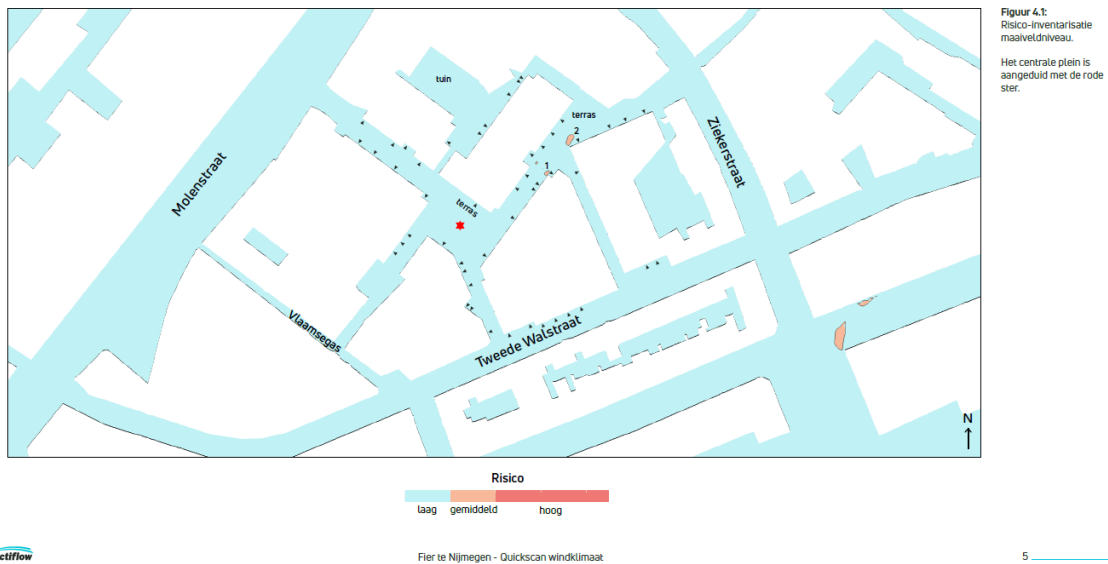 Figuur 4.1:
Risico-inventarisatie
maaiveldniveau.
Het centrale plein is
aangeduid met de rode
ster.
tuin
terras
2
1
terras
Molenstraat
Ziekerstraat
Vlaamsegas
Tweede Walstraat
N
Risico
laag gemiddeld hoog
ctiflow
Fier te Nijmegen - Quickscan windklimaat
5